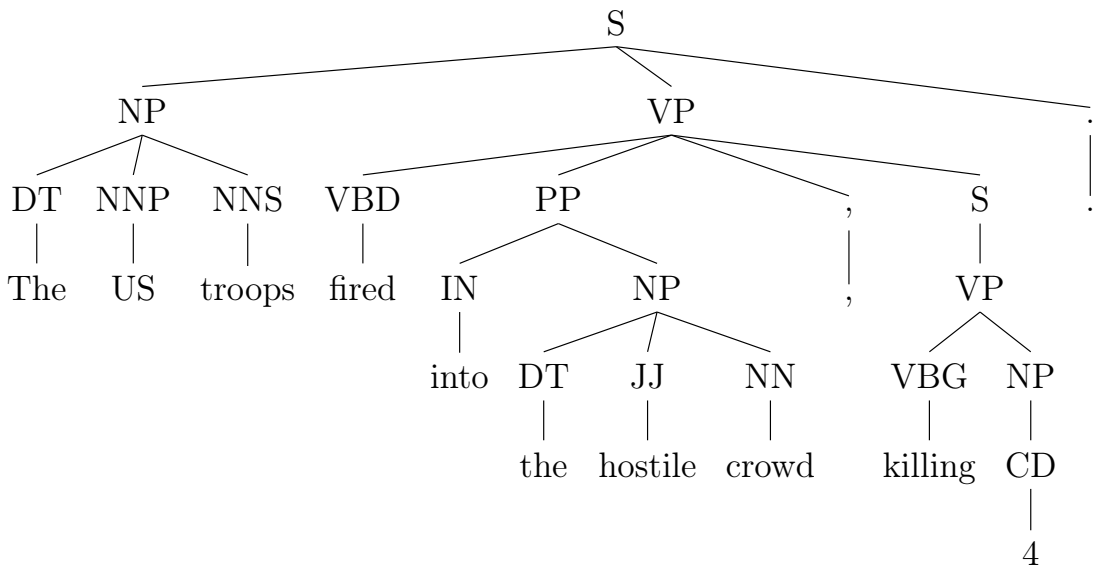 S
NP VP .
DT NNP NNS VBD PP , S .
The US troops fired IN NP , VP
into DT JJ NN VBG NP
the hostile crowd killing CD
4